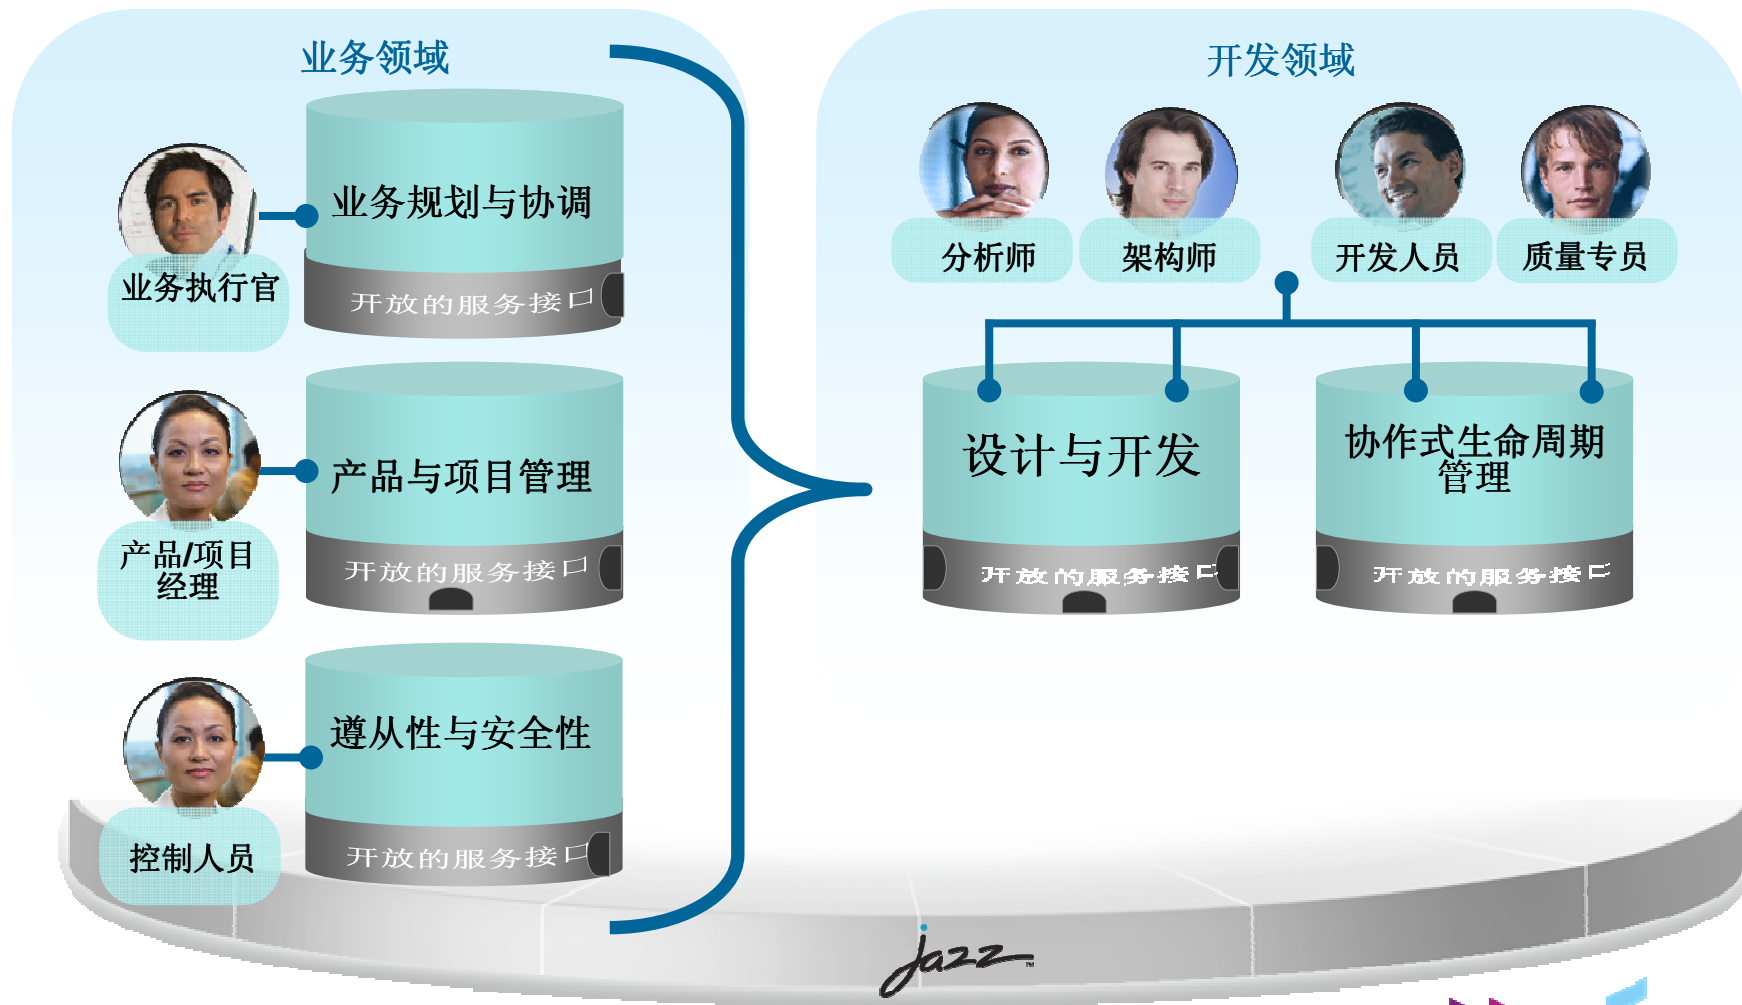 业务领域
业务规划与协调
业务执行官
开放的服务接口
产品与项目管理
产品/项目
经理
开放的服务接口
遵从性与安全性
控制人员
开放的服务接口
开发领域
分析师
架构师
开发人员
质量专员
设计与开发
开放的服务接口
协作式生命周期
管理
开放的服务接口
jazz™